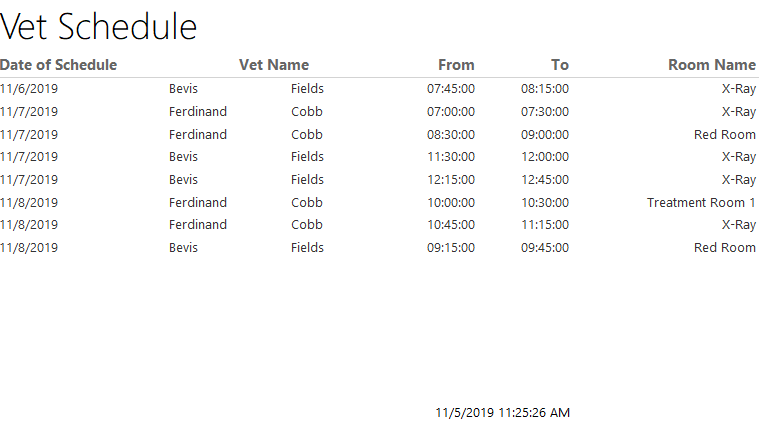 Vet Schedule
Date of Schedule Vet Name From To Room Name
11/6/2019 Bevis Fields 07:45:00 08:15:00 X-Ray
11/7/2019 Ferdinand Cobb 07:00:00 07:30:00 X-Ray
11/7/2019 Ferdinand Cobb 08:30:00 09:00:00 Red Room
11/7/2019 Bevis Fields 11:30:00 12:00:00 X-Ray
11/7/2019 Bevis Fields 12:15:00 12:45:00 X-Ray
11/8/2019 Ferdinand Cobb 10:00:00 10:30:00 Treatment Room 1
11/8/2019 Ferdinand Cobb 10:45:00 11:15:00 X-Ray
11/8/2019 Bevis Fields 09:15:00 09:45:00 Red Room
11/5/2019 11:25:26 AM